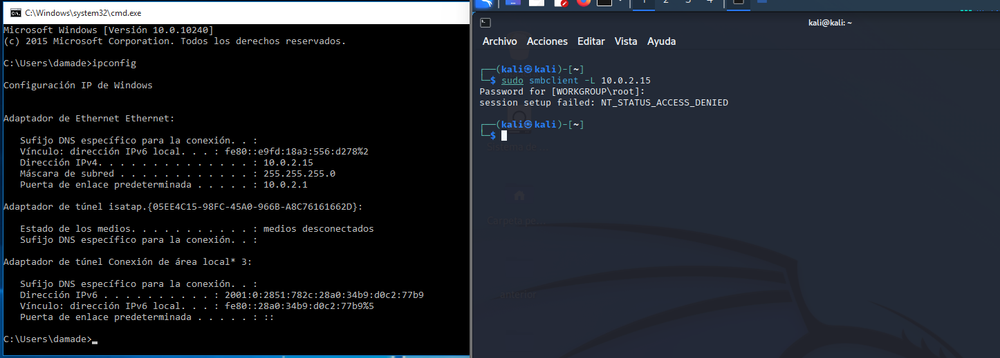 C:\Windows\system32\cmd.exe
Microsoft Windows [Versión 10.0.10240]
(c) 2015 Microsoft Corporation. Todos los derechos reservados.
C:\Users\damade>ipconfig
Configuración IP de Windows
Adaptador de Ethernet Ethernet:
Sufijo DNS específico para la conexión. . :
Vínculo: dirección IPv6 local. . . : fe80::e9fd:18a3:556:d278%2
Dirección IPv4. . . . . . . . . . . . . . : 10.0.2.15
Máscara de subred . . . . . . . . . . . . : 255.255.255.0
Puerta de enlace predeterminada . . . . . : 10.0.2.1
Adaptador de túnel isatap.{05EE4C15-98FC-45A0-966B-A8C76161662D}:
Estado de los medios. . . . . . . . . . . : medios desconectados
Sufijo DNS específico para la conexión. . :
Adaptador de túnel Conexión de área local* 3:
Sufijo DNS específico para la conexión. . :
Dirección IPv6 . . . . . . . . . . : 2001:0:2851:782c:28a0:34b9:d0c2:77b9
Vínculo: dirección IPv6 local. . . : fe80::28a0:34b9:d0c2:77b9%5
Puerta de enlace predeterminada . . . . . : ::
C:\Users\damade>
1 2 3 4
kali@kali: ~
Archivo Acciones Editar Vista Ayuda
┌──(kali㉿kali)-[~]
└─$ sudo smbclient -L 10.0.2.15
Password for [WORKGROUP\root]:
session setup failed: NT_STATUS_ACCESS_DENIED
┌──(kali㉿kali)-[~]
└─$
Sistema de ...
Carpeta pe...